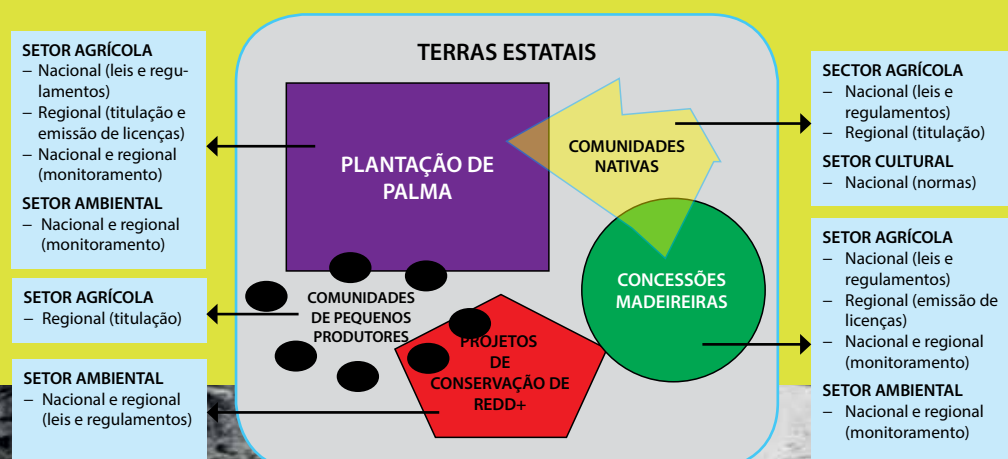 TERRAS ESTATAIS
SETOR AGRÍCOLA
– Nacional (leis e regu-
lamentos)
– Regional (titulação e
emissão de licenças)
– Nacional e regional
(monitoramento)
SETOR AMBIENTAL
– Nacional e regional
(monitoramento)
SETOR AGRÍCOLA
– Regional (titulação)
SETOR AMBIENTAL
– Nacional e regional
(leis e regulamentos)
PLANTAÇÃO DE
PALMA
COMUNIDADES
NATIVAS
CONCESSÕES
MADEIREIRAS
COMUNIDADES
DE PEQUENOS
PRODUTORES
PROJETOS
DE
CONSERVAÇÃO DE
REDD+
SECTOR AGRÍCOLA
– Nacional (leis e
regulamentos)
– Regional (titulação)
SETOR CULTURAL
– Nacional (normas)
SETOR AGRÍCOLA
– Nacional (leis e
regulamentos)
– Regional (emissão de
licenças)
– Nacional e regional
(monitoramento)
SETOR AMBIENTAL
– Nacional e regional
(monitoramento)